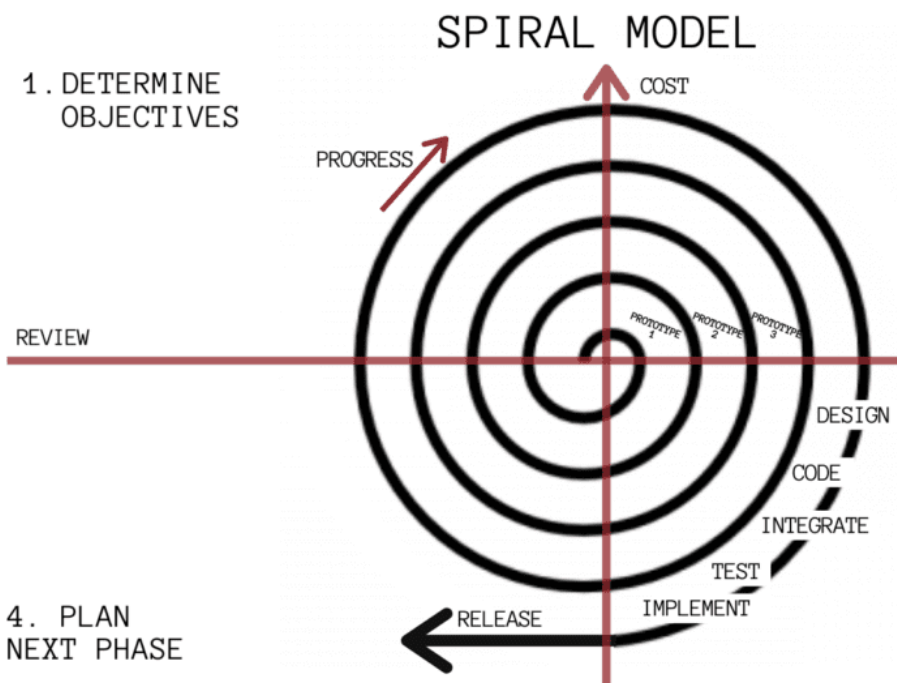 SPIRAL MODEL
1. DETERMINE
OBJECTIVES
COST
PROGRESS
PROTOTYPE
1
PROTOTYPE
2
PROTOTYPE
3
REVIEW
DESIGN
CODE
INTEGRATE
TEST
IMPLEMENT
RELEASE
4. PLAN
NEXT PHASE